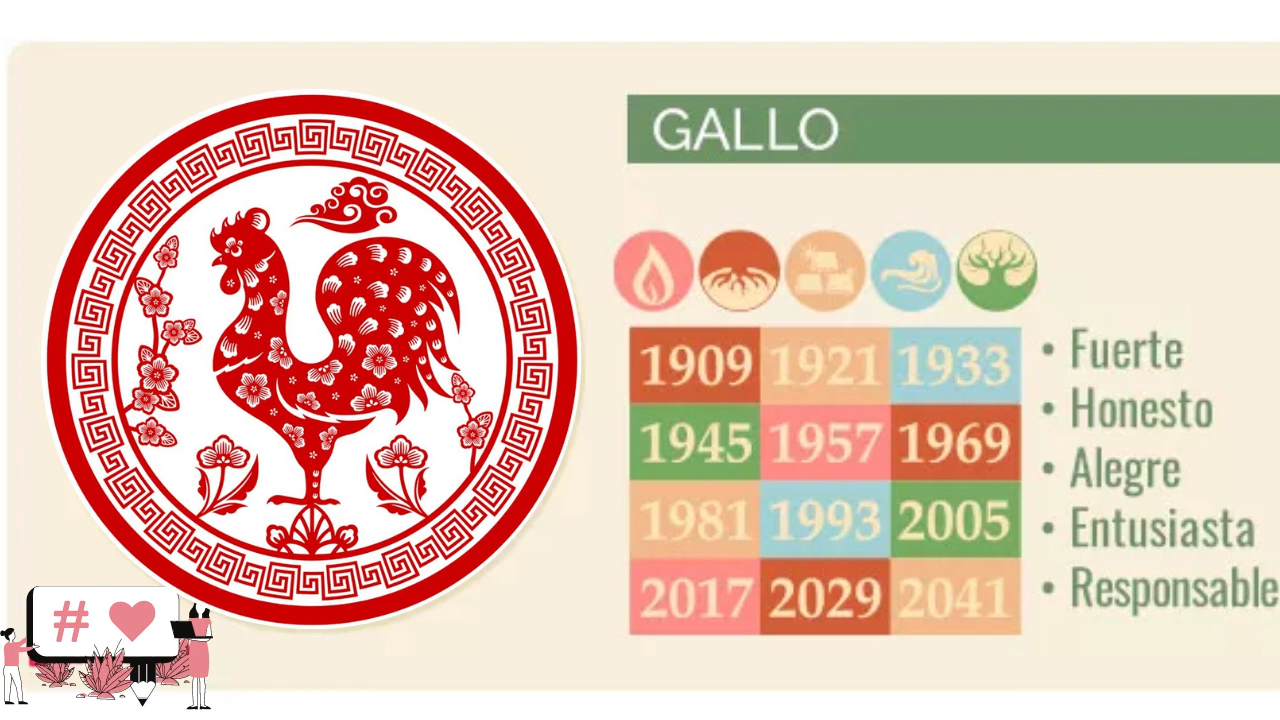 GALLO
1909 1921 1933
1945 1957 1969
1981 1993 2005
2017 2029 2041
• Fuerte
• Honesto
• Alegre
• Entusiasta
• Responsable
#